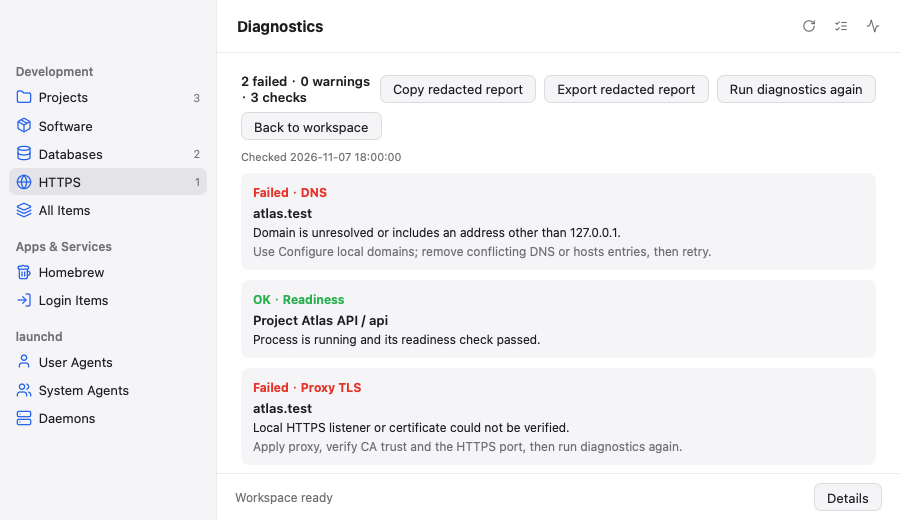 Diagnostics
Development
Projects 3
Software
Databases 2
HTTPS 1
All Items
Apps & Services
Homebrew
Login Items
launchd
User Agents
System Agents
Daemons
2 failed · 0 warnings
· 3 checks
Copy redacted report
Export redacted report
Run diagnostics again
Back to workspace
Checked 2026-11-07 18:00:00
Failed · DNS
atlas.test
Domain is unresolved or includes an address other than 127.0.0.1.
Use Configure local domains; remove conflicting DNS or hosts entries, then retry.
OK · Readiness
Project Atlas API / api
Process is running and its readiness check passed.
Failed · Proxy TLS
atlas.test
Local HTTPS listener or certificate could not be verified.
Apply proxy, verify CA trust and the HTTPS port, then run diagnostics again.
Workspace ready
Details